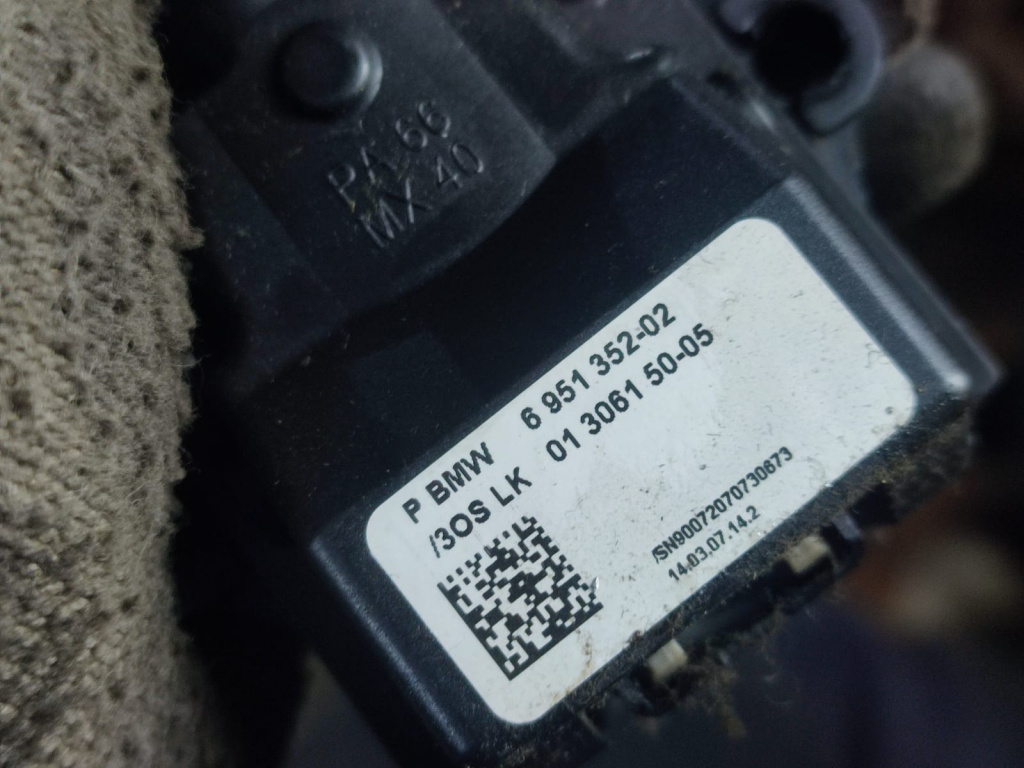 PA 66
MX 40
P BMW 6 951 352-02
/3OS LK 01 3061 50-05
/SN90072070730673
14.03.07.14.2